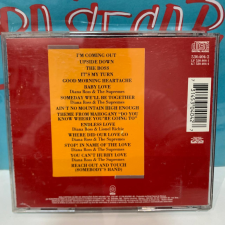 I'M COMING OUT
UPSIDE DOWN
THE BOSS
IT'S MY TURN
GOOD MORNING HEARTACHE
BABY LOVE
Diana Ross & The Supremes
SOMEDAY WE'LL BE TOGETHER
Diana Ross & The Supremes
AIN'T NO MOUNTAIN HIGH ENOUGH
THEME FROM MAHOGANY "DO YOU
KNOW WHERE YOU'RE GOING TO"
ENDLESS LOVE
Diana Ross & Lionel Richie
WHERE DID OUR LOVE GO
Diana Ross & The Supremes
STOP! IN NAME OF THE LOVE
Diana Ross & The Supremes
YOU CAN'T HURRY LOVE
Diana Ross & The Supremes
REACH OUT AND TOUCH
(SOMEBODY'S HAND)